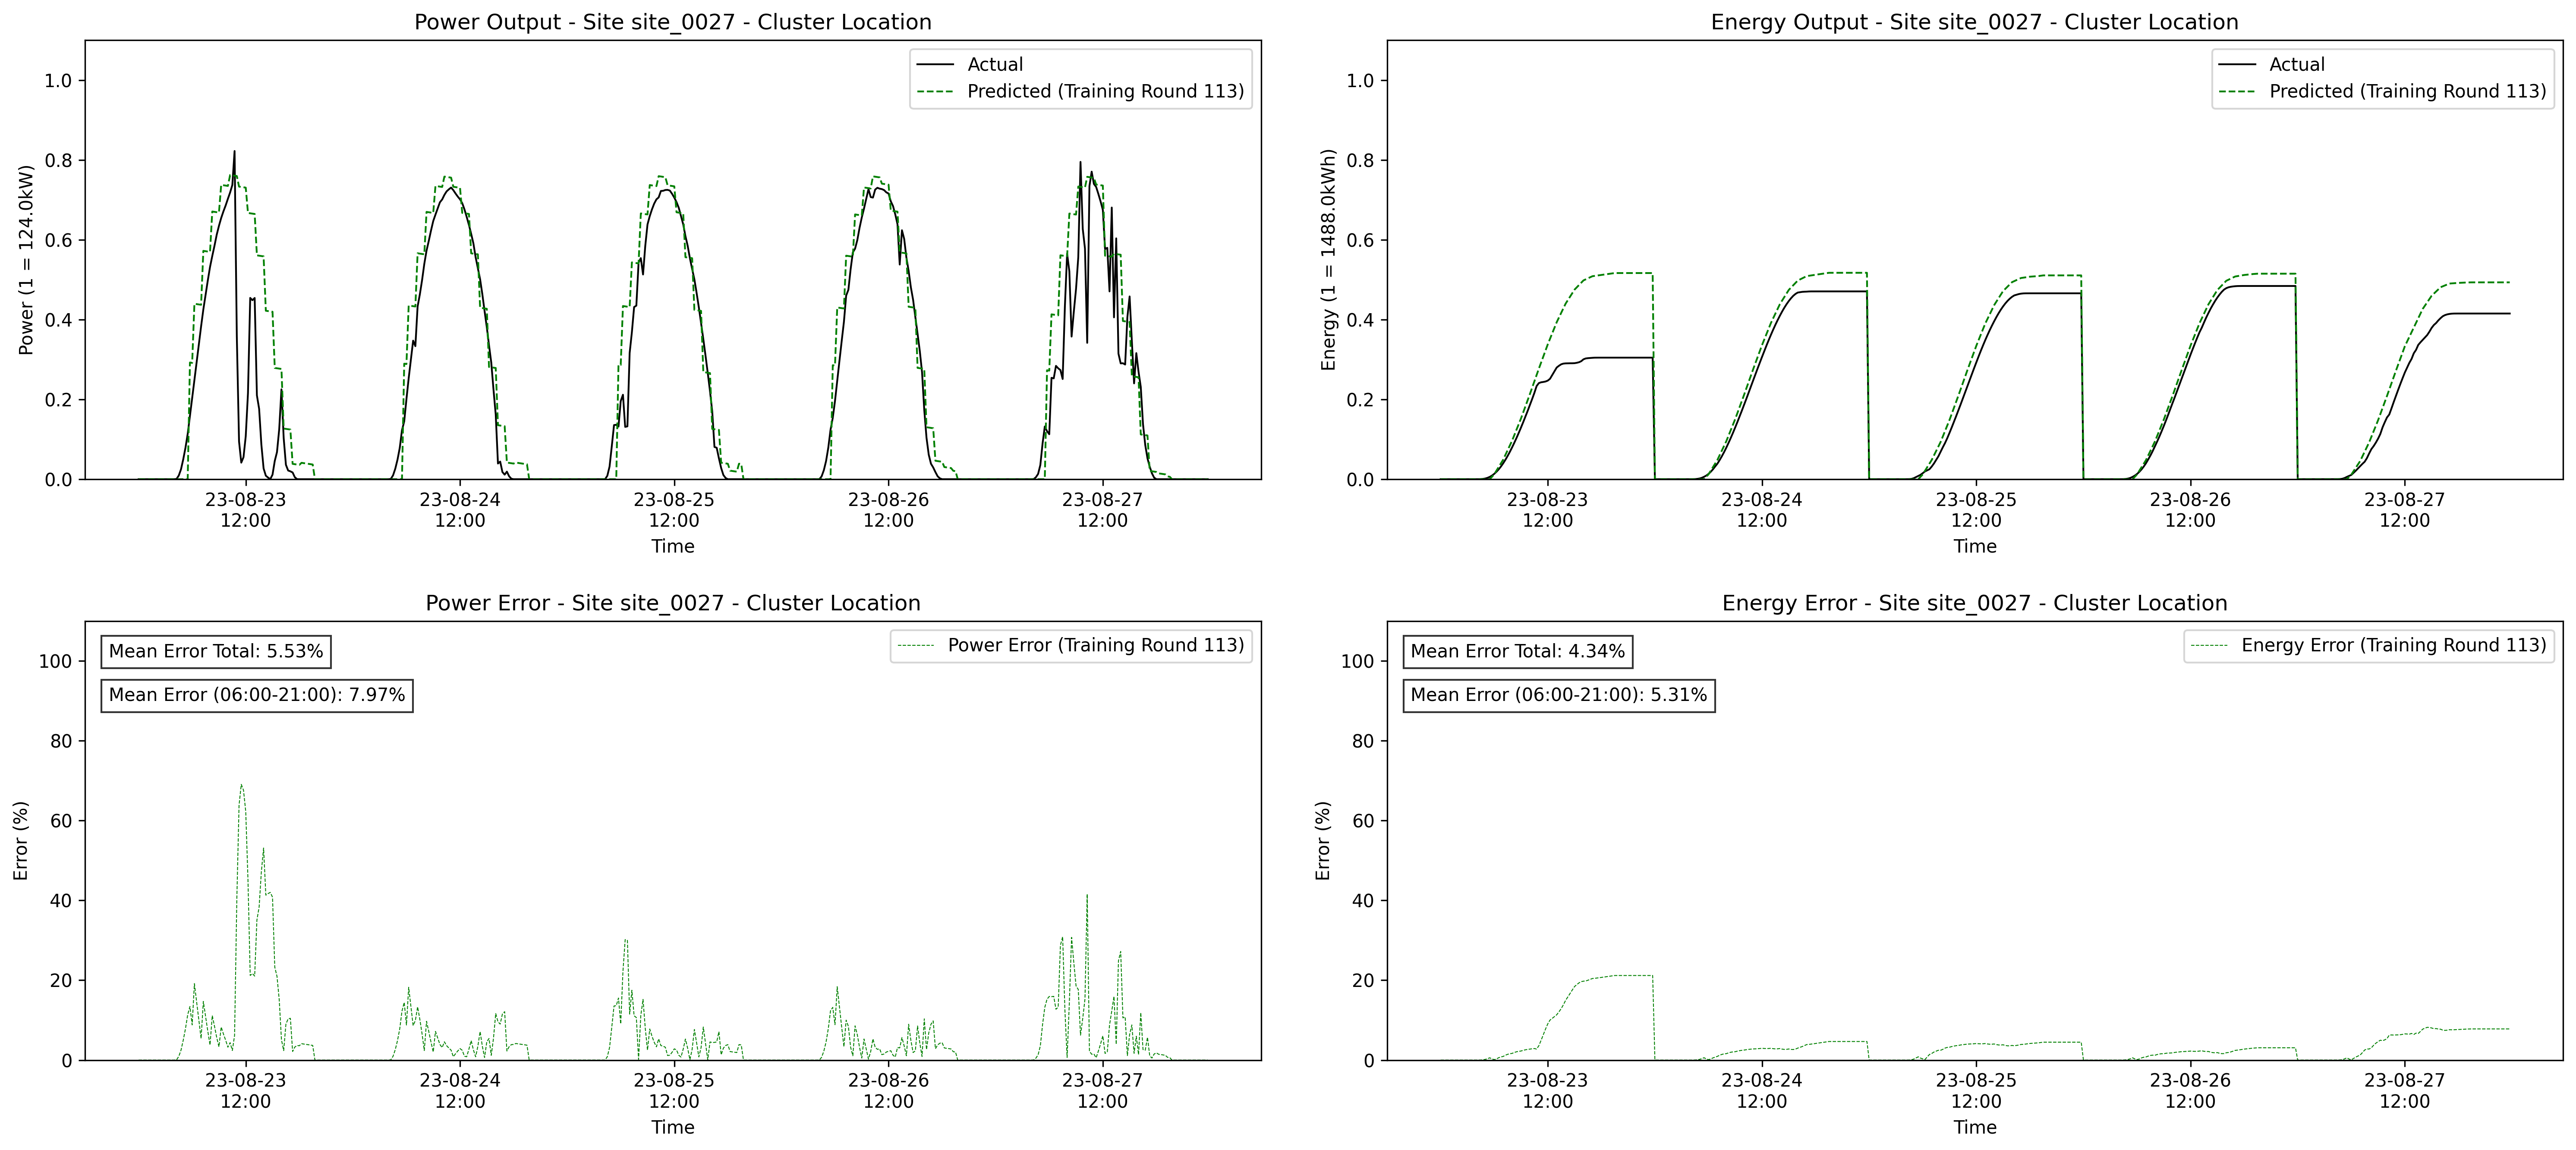 Power Output - Site site_0027 - Cluster Location
Power (1 = 124.0kW)
1.0
0.8
0.6
0.4
0.2
0.0
Actual
Predicted (Training Round 113)
23-08-23
12:00
23-08-24
12:00
23-08-25
12:00
23-08-26
12:00
23-08-27
12:00
Time
Energy Output - Site site_0027 - Cluster Location
Energy (1 = 1488.0kWh)
1.0
0.8
0.6
0.4
0.2
0.0
Actual
Predicted (Training Round 113)
23-08-23
12:00
23-08-24
12:00
23-08-25
12:00
23-08-26
12:00
23-08-27
12:00
Time
Power Error - Site site_0027 - Cluster Location
Error (%)
100
80
60
40
20
0
Mean Error Total: 5.53%
Mean Error (06:00-21:00): 7.97%
Power Error (Training Round 113)
23-08-23
12:00
23-08-24
12:00
23-08-25
12:00
23-08-26
12:00
23-08-27
12:00
Time
Energy Error - Site site_0027 - Cluster Location
Error (%)
100
80
60
40
20
0
Mean Error Total: 4.34%
Mean Error (06:00-21:00): 5.31%
Energy Error (Training Round 113)
23-08-23
12:00
23-08-24
12:00
23-08-25
12:00
23-08-26
12:00
23-08-27
12:00
Time